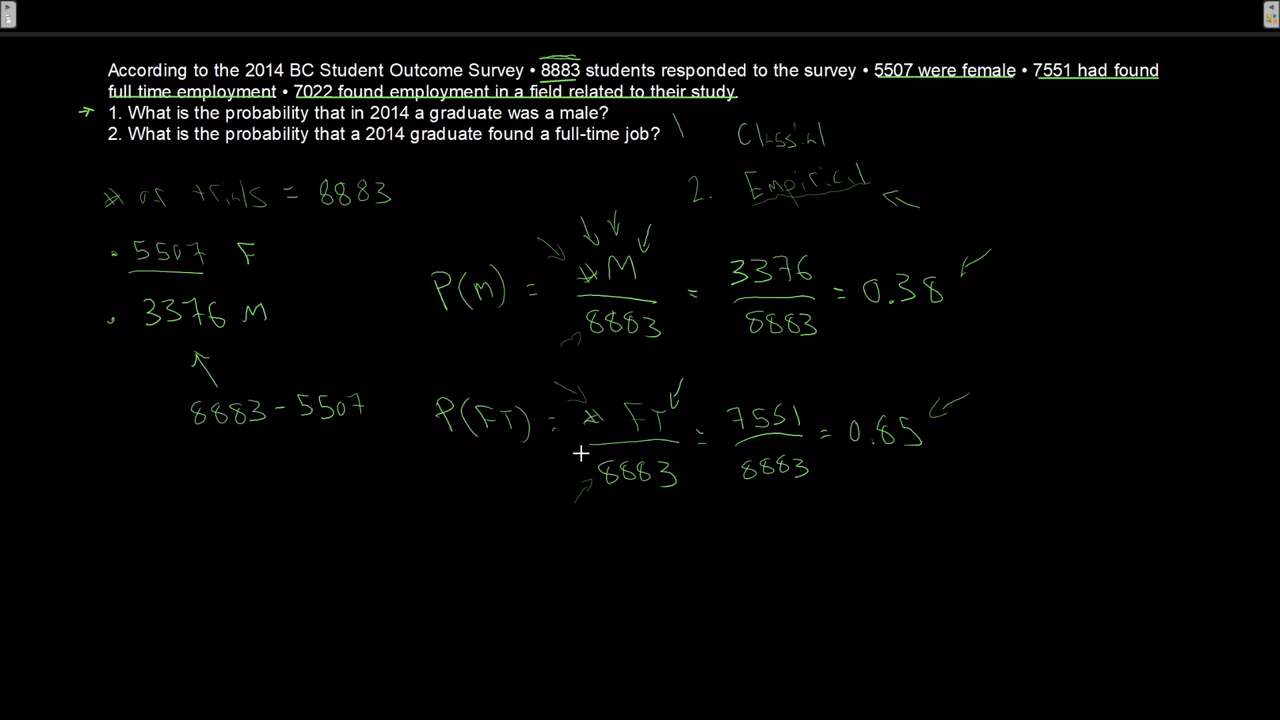 According to the 2014 BC Student Outcome Survey • 8883 students responded to the survey • 5507 were female • 7551 had found
full time employment • 7022 found employment in a field related to their study.
1. What is the probability that in 2014 a graduate was a male?
2. What is the probability that a 2014 graduate found a full-time job?
1 Classical
2. Empirical
# of trials = 8883
• 5507 F
• 3376 M
8883 - 5507
P(M) = #M / 8883 = 3376 / 8883 = 0.38
P(FT) = # FT / 8883 = 7551 / 8883 = 0.85